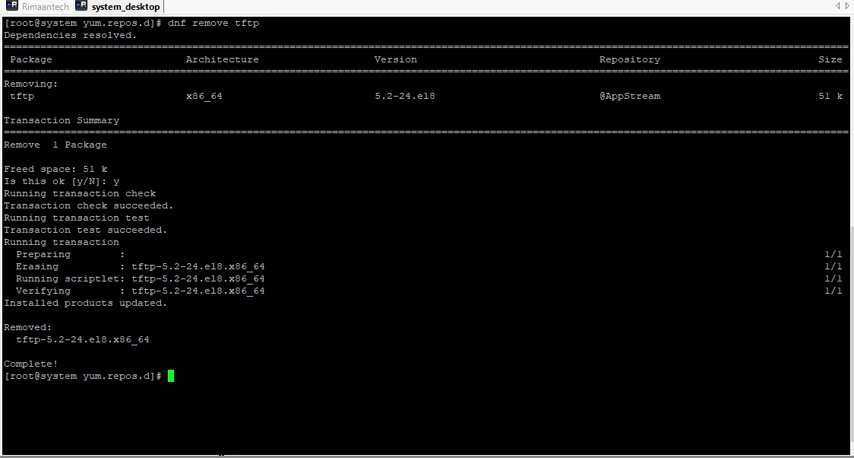 Rimaantech system_desktop
[root@system yum.repos.d]# dnf remove tftp
Dependencies resolved.
Package Architecture Version Repository Size
Removing:
tftp x86_64 5.2-24.el8 @AppStream 51 k
Transaction Summary
Remove 1 Package
Freed space: 51 k
Is this ok [y/N]: y
Running transaction check
Transaction check succeeded.
Running transaction test
Transaction test succeeded.
Running transaction
Preparing : 1/1
Erasing : tftp-5.2-24.el8.x86_64 1/1
Running scriptlet: tftp-5.2-24.el8.x86_64 1/1
Verifying : tftp-5.2-24.el8.x86_64 1/1
Installed products updated.
Removed:
tftp-5.2-24.el8.x86_64
Complete!
[root@system yum.repos.d]#